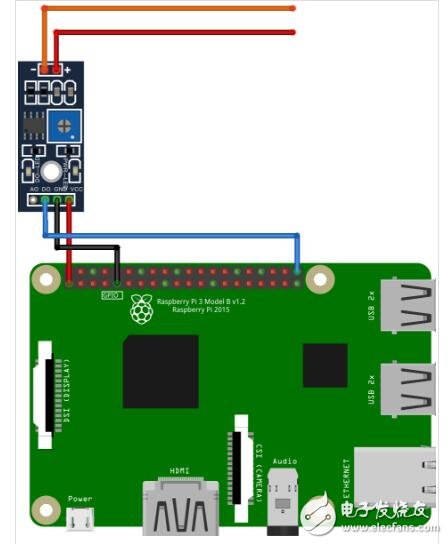 - +
AO DO GND VCC
GPIO
Raspberry Pi 3 Model B v1.2
Raspberry Pi 2015
USB 2x
DSI (DISPLAY)
USB 2x
HDMI
CSI (CAMERA)
Audio
ETHERNET
Power
电子发烧友
www.elecfans.com